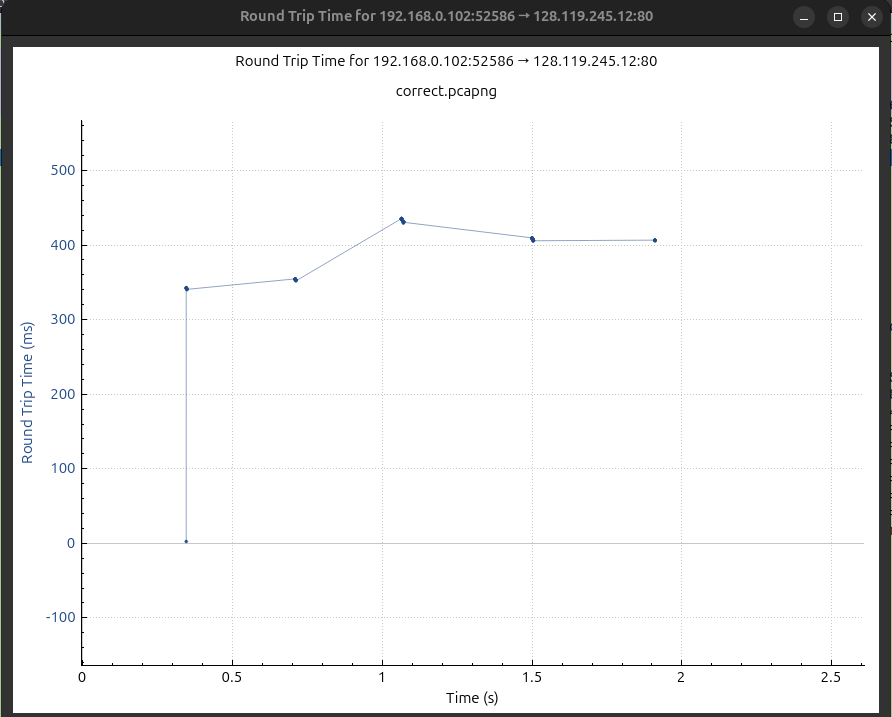 Round Trip Time for 192.168.0.102:52586 → 128.119.245.12:80
Round Trip Time for 192.168.0.102:52586 → 128.119.245.12:80
correct.pcapng
500
400
300
200
100
0
-100
Round Trip Time (ms)
0 0.5 1 1.5 2 2.5
Time (s)